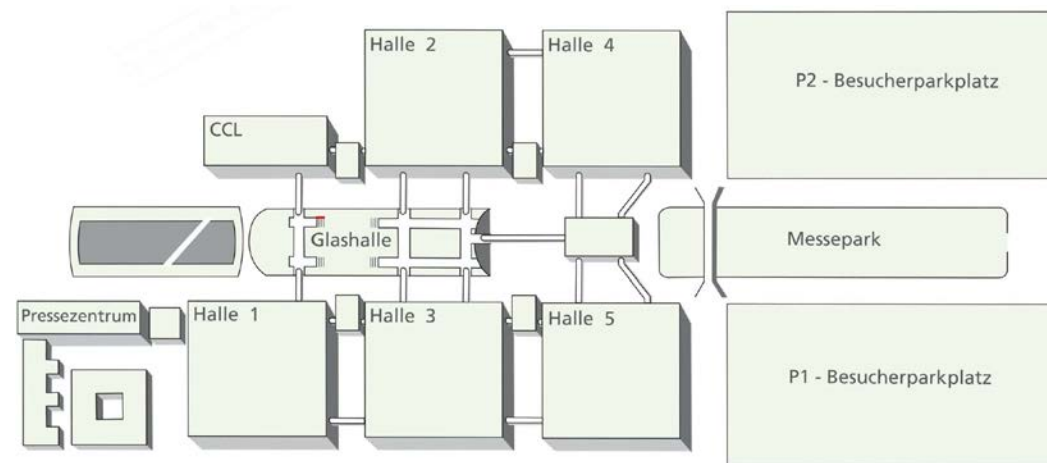 Halle 2
Halle 4
P2 - Besucherparkplatz
CCL
Glashalle
Messepark
Pressezentrum
Halle 1
Halle 3
Halle 5
P1 - Besucherparkplatz